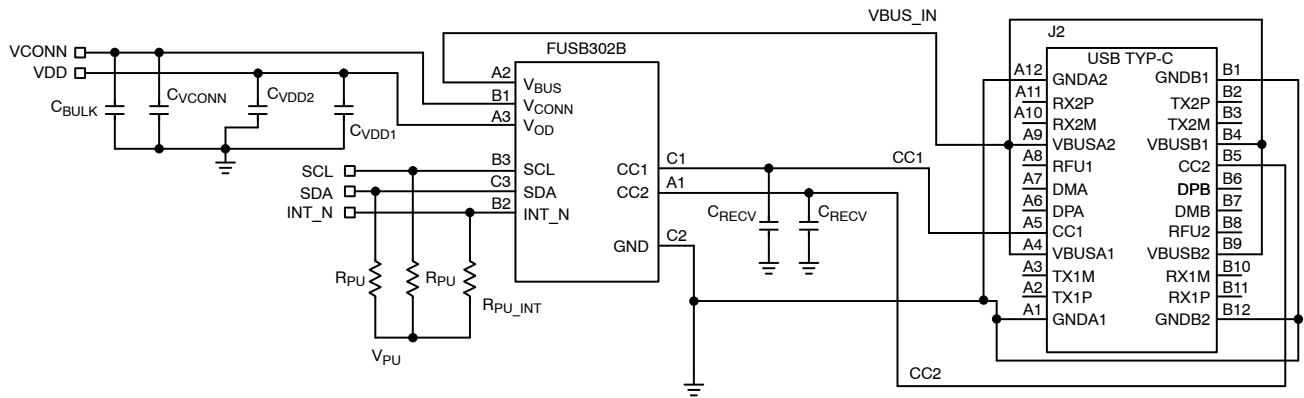 VBUS_IN
J2
FUSB302B
USB TYP-C
VCONN
VDD
CBULK
CVCONN
CVDD2
CVDD1
A2
VBUS
B1
VCONN
A3
VOD
B3
SCL
C3
SDA
B2
INT_N
SCL
SDA
INT_N
RPU
RPU
RPU_INT
VPU
CC1
C1
CC2
A1
GND
C2
CC1
CRECV
CRECV
CC2
A12 GNDA2
A11 RX2P
A10 RX2M
A9 VBUSA2
A8 RFU1
A7 DMA
A6 DPA
A5 CC1
A4 VBUSA1
A3 TX1M
A2 TX1P
A1 GNDA1
GNDB1 B1
TX2P B2
TX2M B3
VBUSB1 B4
CC2 B5
DPB B6
DMB B7
RFU2 B8
VBUSB2 B9
RX1M B10
RX1P B11
GNDB2 B12